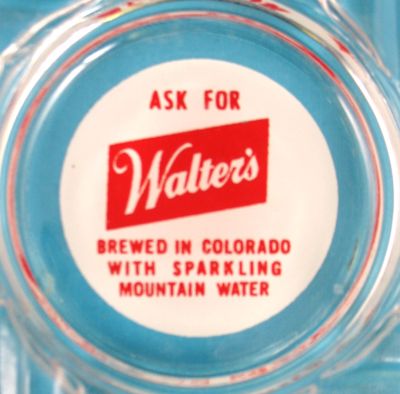 ASK FOR
Walter's
BREWED IN COLORADO
WITH SPARKLING
MOUNTAIN WATER